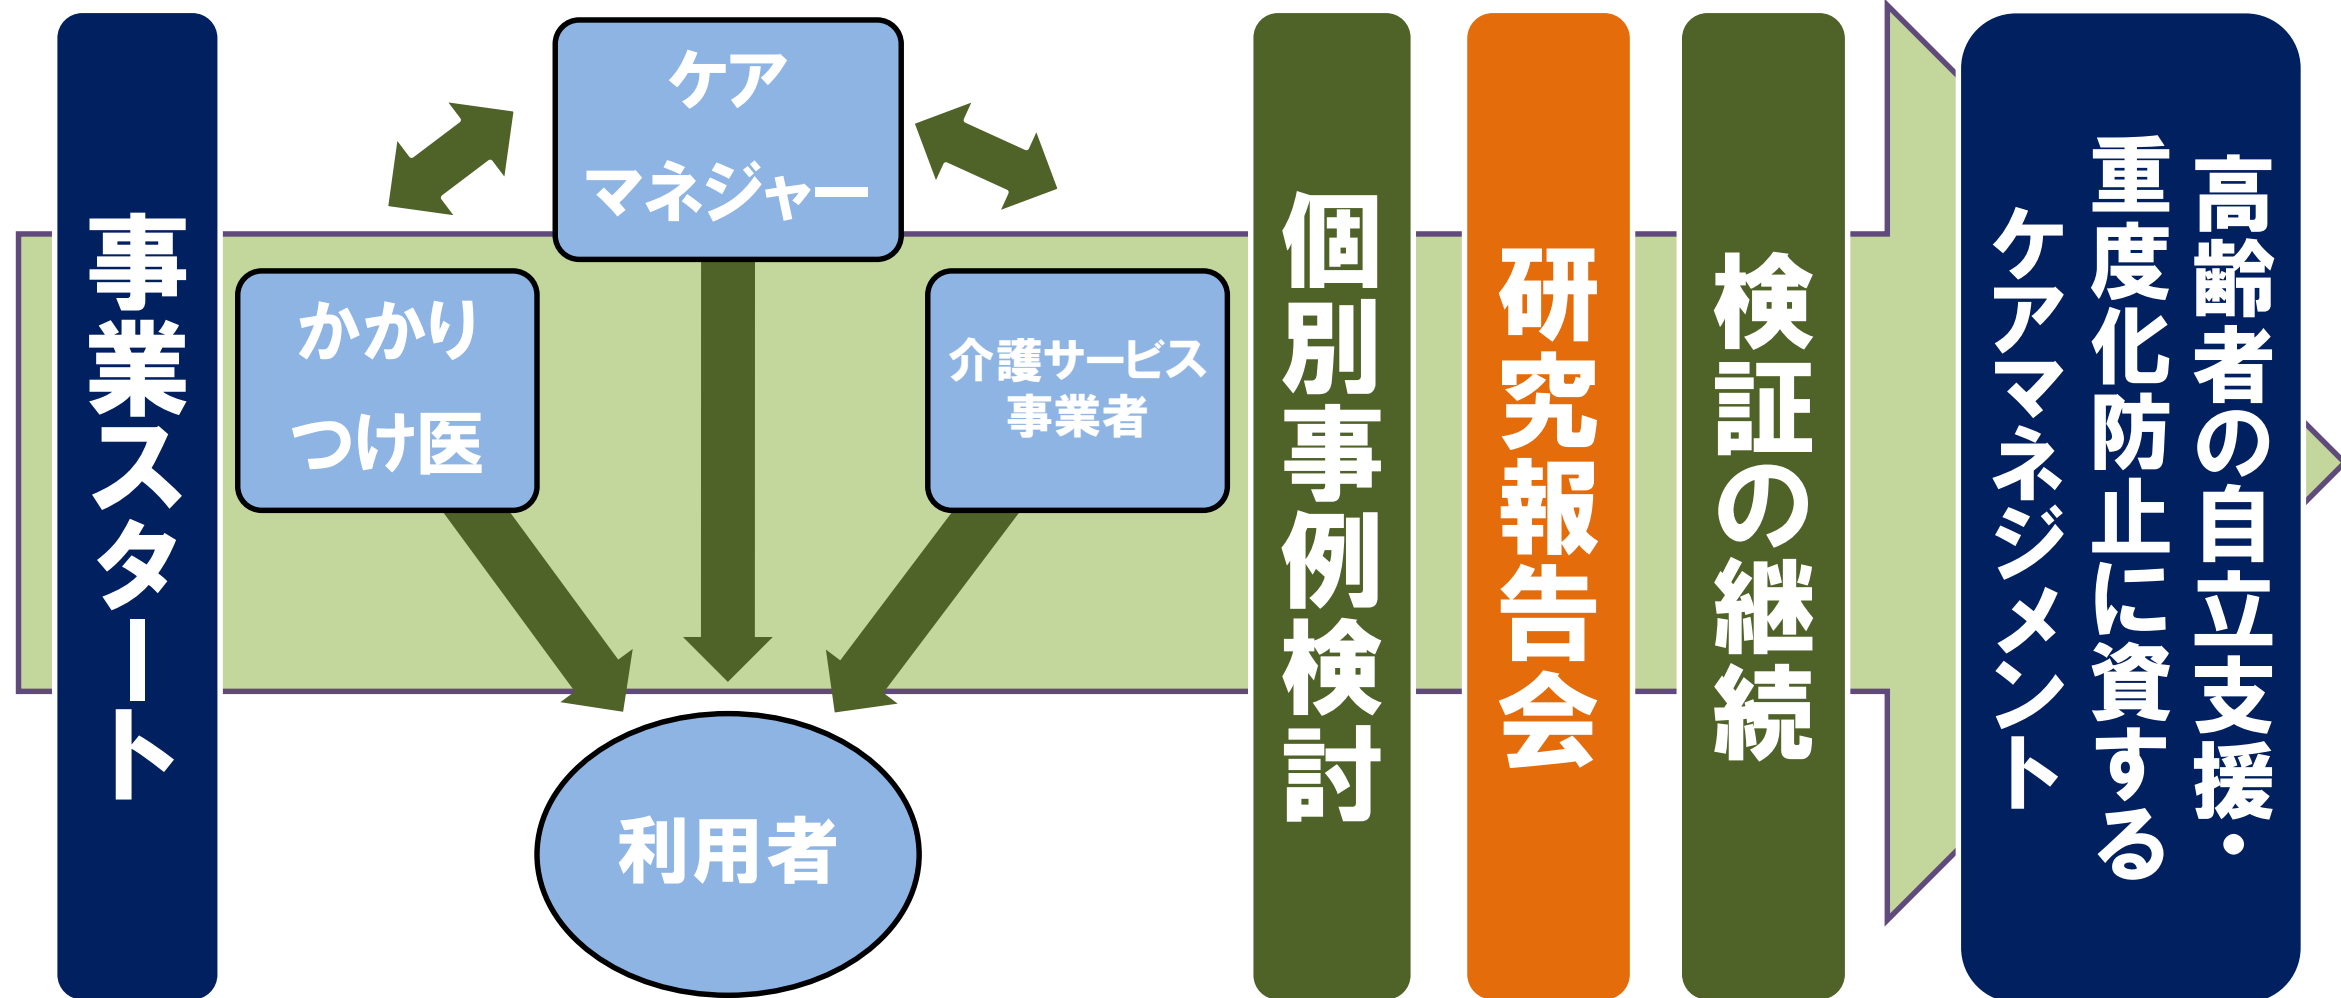 事業スタート
ケア
マネジャー
かかり
つけ医
介護サービス
事業者
利用者
個別事例検討
研究報告会
検証の継続
高齢者の自立支援・
重度化防止に資する
ケアマネジメント